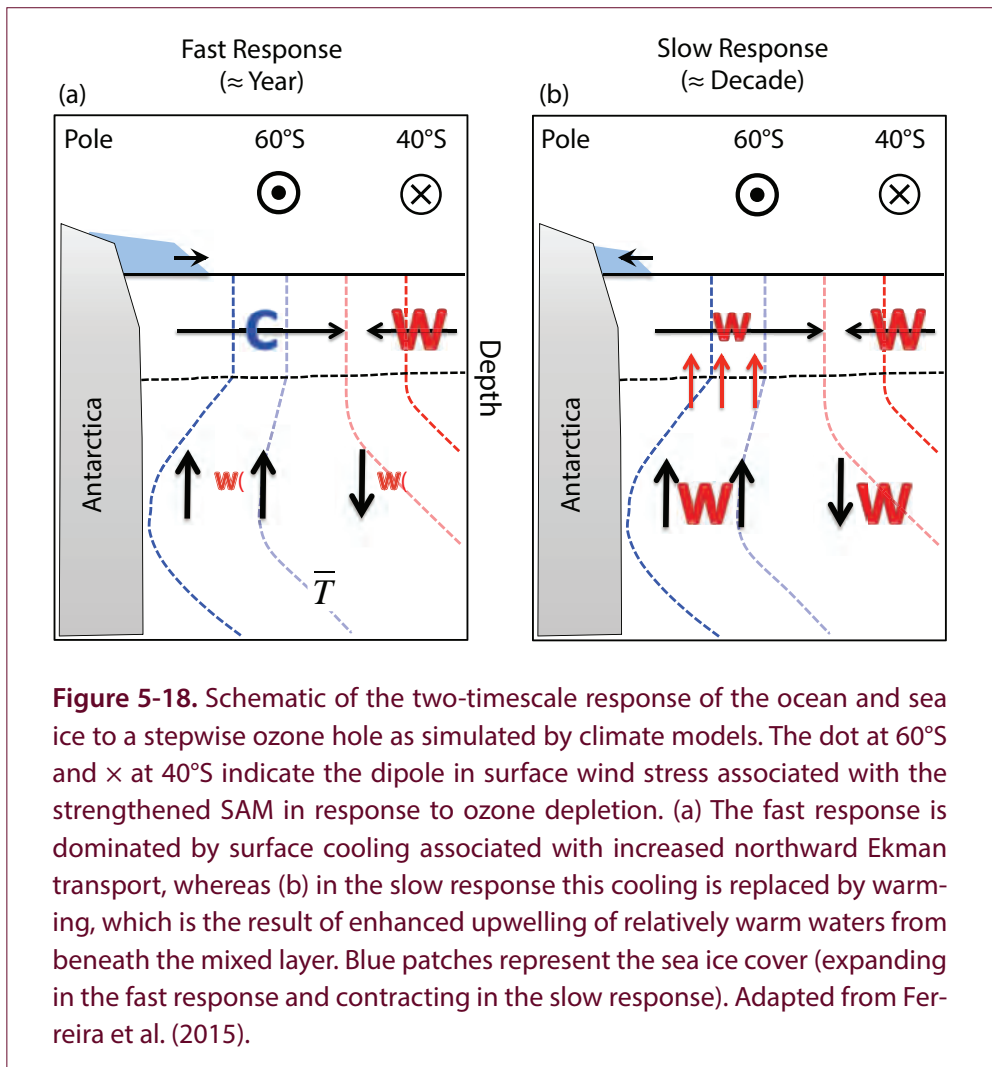 Fast Response
(≈ Year)
Slow Response
(≈ Decade)
(a)
(b)
Pole 60°S 40°S
Pole 60°S 40°S
C W
W W
Depth
Antarctica
Antarctica
W( W(
W W
T̅
Figure 5-18. Schematic of the two-timescale response of the ocean and sea
ice to a stepwise ozone hole as simulated by climate models. The dot at 60°S
and × at 40°S indicate the dipole in surface wind stress associated with the
strengthened SAM in response to ozone depletion. (a) The fast response is
dominated by surface cooling associated with increased northward Ekman
transport, whereas (b) in the slow response this cooling is replaced by warm-
ing, which is the result of enhanced upwelling of relatively warm waters from
beneath the mixed layer. Blue patches represent the sea ice cover (expanding
in the fast response and contracting in the slow response). Adapted from Fer-
reira et al. (2015).